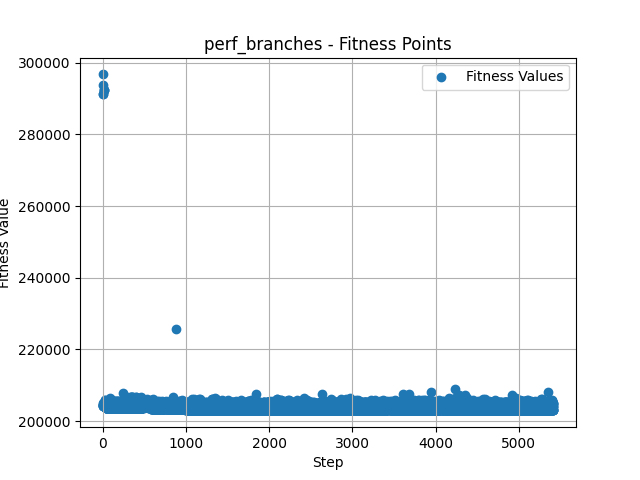 perf_branches - Fitness Points
Fitness Values
300000
280000
260000
240000
220000
200000
Fitness Value
0 1000 2000 3000 4000 5000
Step